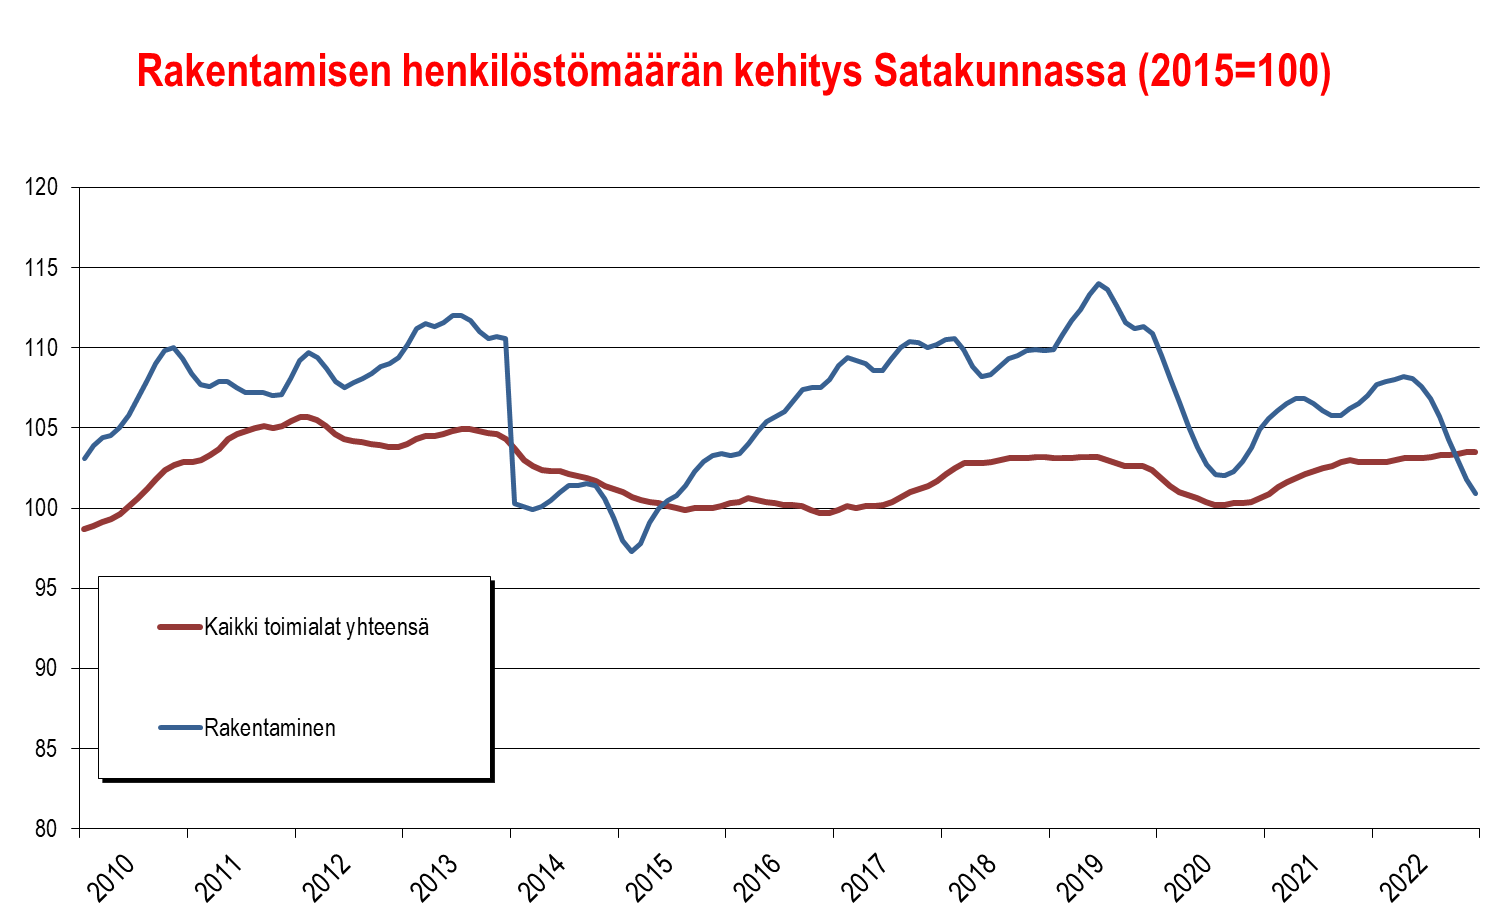 Rakentamisen henkilöstömäärän kehitys Satakunnassa (2015=100)
120
115
110
105
100
95
90
85
80
Kaikki toimialat yhteensä
Rakentaminen
2010 2011 2012 2013 2014 2015 2016 2017 2018 2019 2020 2021 2022